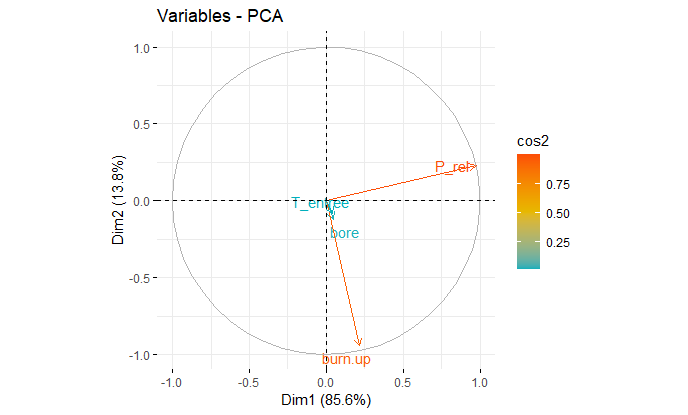 Variables - PCA
cos2
1.0
0.5
0.0
-0.5
-1.0
Dim2 (13.8%)
P_rel
T_entree
bore
burn.up
-1.0
-0.5
0.0
0.5
1.0
Dim1 (85.6%)
0.75
0.50
0.25